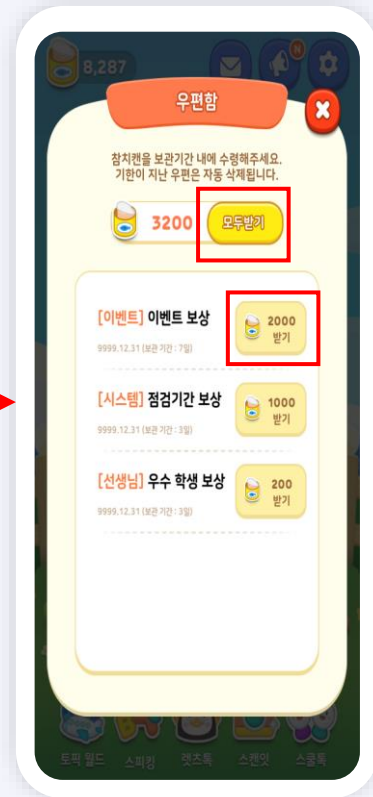 8,287
N
우편함
참치캔을 보관기간 내에 수령해주세요.
기한이 지난 우편은 자동 삭제됩니다.
3200 모두받기
[이벤트] 이벤트 보상
2000
받기
9999.12.31 (보관 기간 : 7일)
[시스템] 점검기간 보상
1000
받기
9999.12.31 (보관 기간 : 3일)
[선생님] 우수 학생 보상
200
받기
9999.12.31 (보관 기간 : 3일)
토픽 월드 스피킹 렛츠톡 스캔잇 스쿨톡